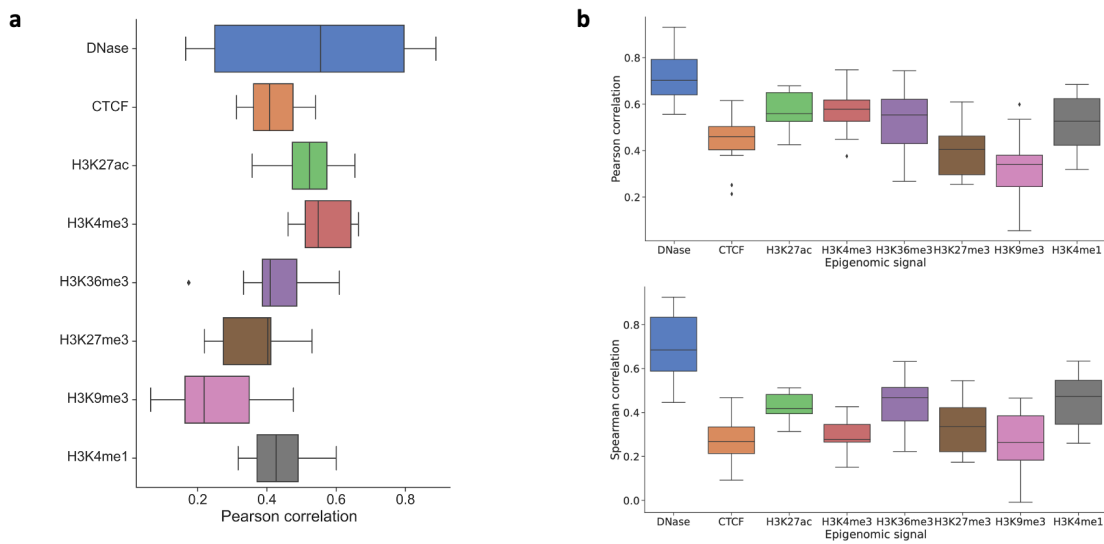 a
DNase
CTCF
H3K27ac
H3K4me3
H3K36me3
H3K27me3
H3K9me3
H3K4me1
0.2 0.4 0.6 0.8
Pearson correlation
b
Pearson correlation
0.8
0.6
0.4
0.2
DNase CTCF H3K27ac H3K4me3 H3K36me3 H3K27me3 H3K9me3 H3K4me1
Epigenomic signal
Spearman correlation
0.8
0.6
0.4
0.2
0.0
DNase CTCF H3K27ac H3K4me3 H3K36me3 H3K27me3 H3K9me3 H3K4me1
Epigenomic signal